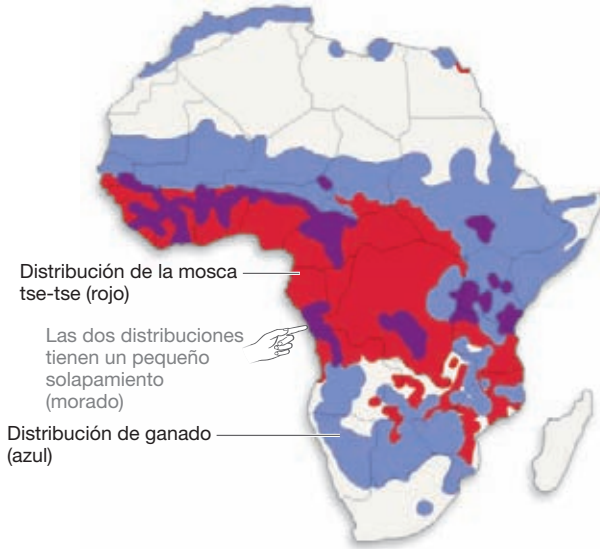 Distribución de la mosca
tse-tse (rojo)
Las dos distribuciones
tienen un pequeño
solapamiento
(morado)
Distribución de ganado
(azul)